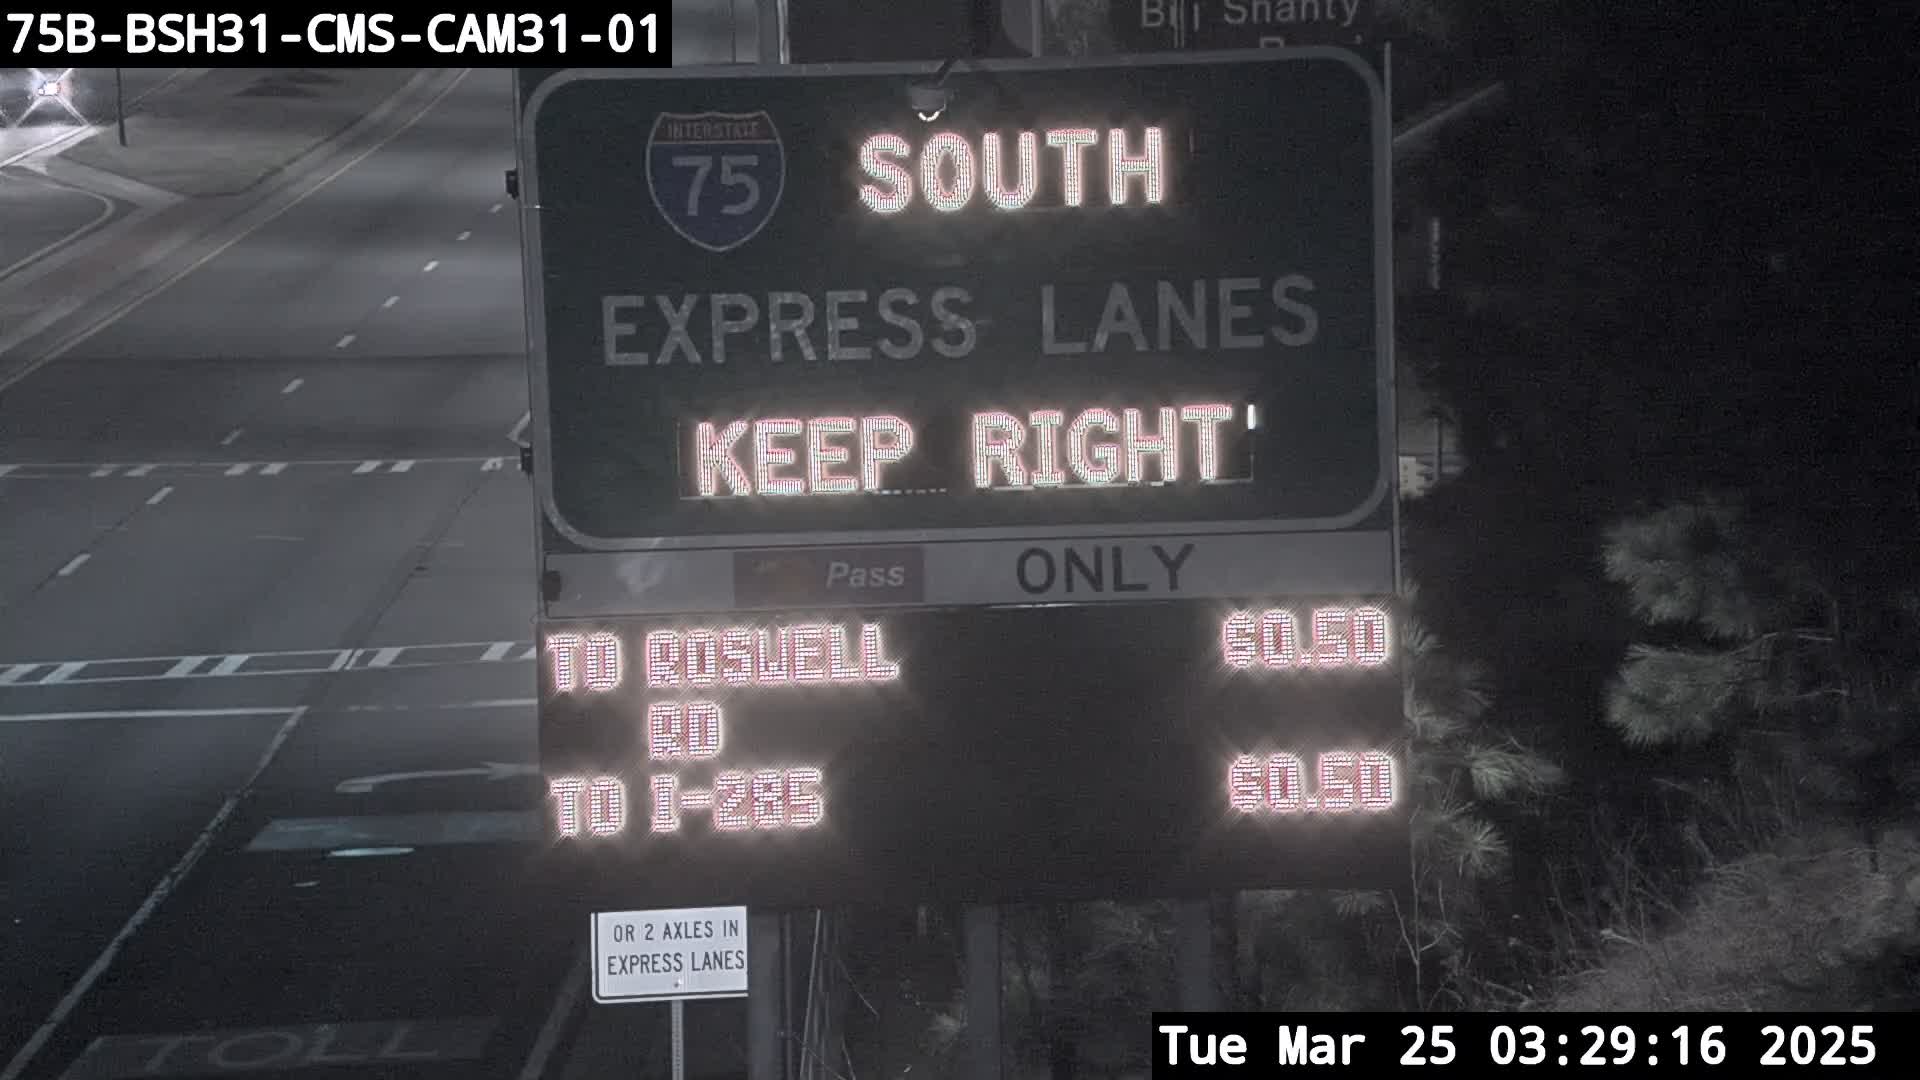 75B-BSH31-CMS-CAM31-01
Shanty
INTERSTATE
75
SOUTH
EXPRESS LANES
KEEP RIGHT
Pass ONLY
TO ROSWELL $0.50
RD
TO I-285 $0.50
OR 2 AXLES IN
EXPRESS LANES
TOLL
Tue Mar 25 03:29:16 2025